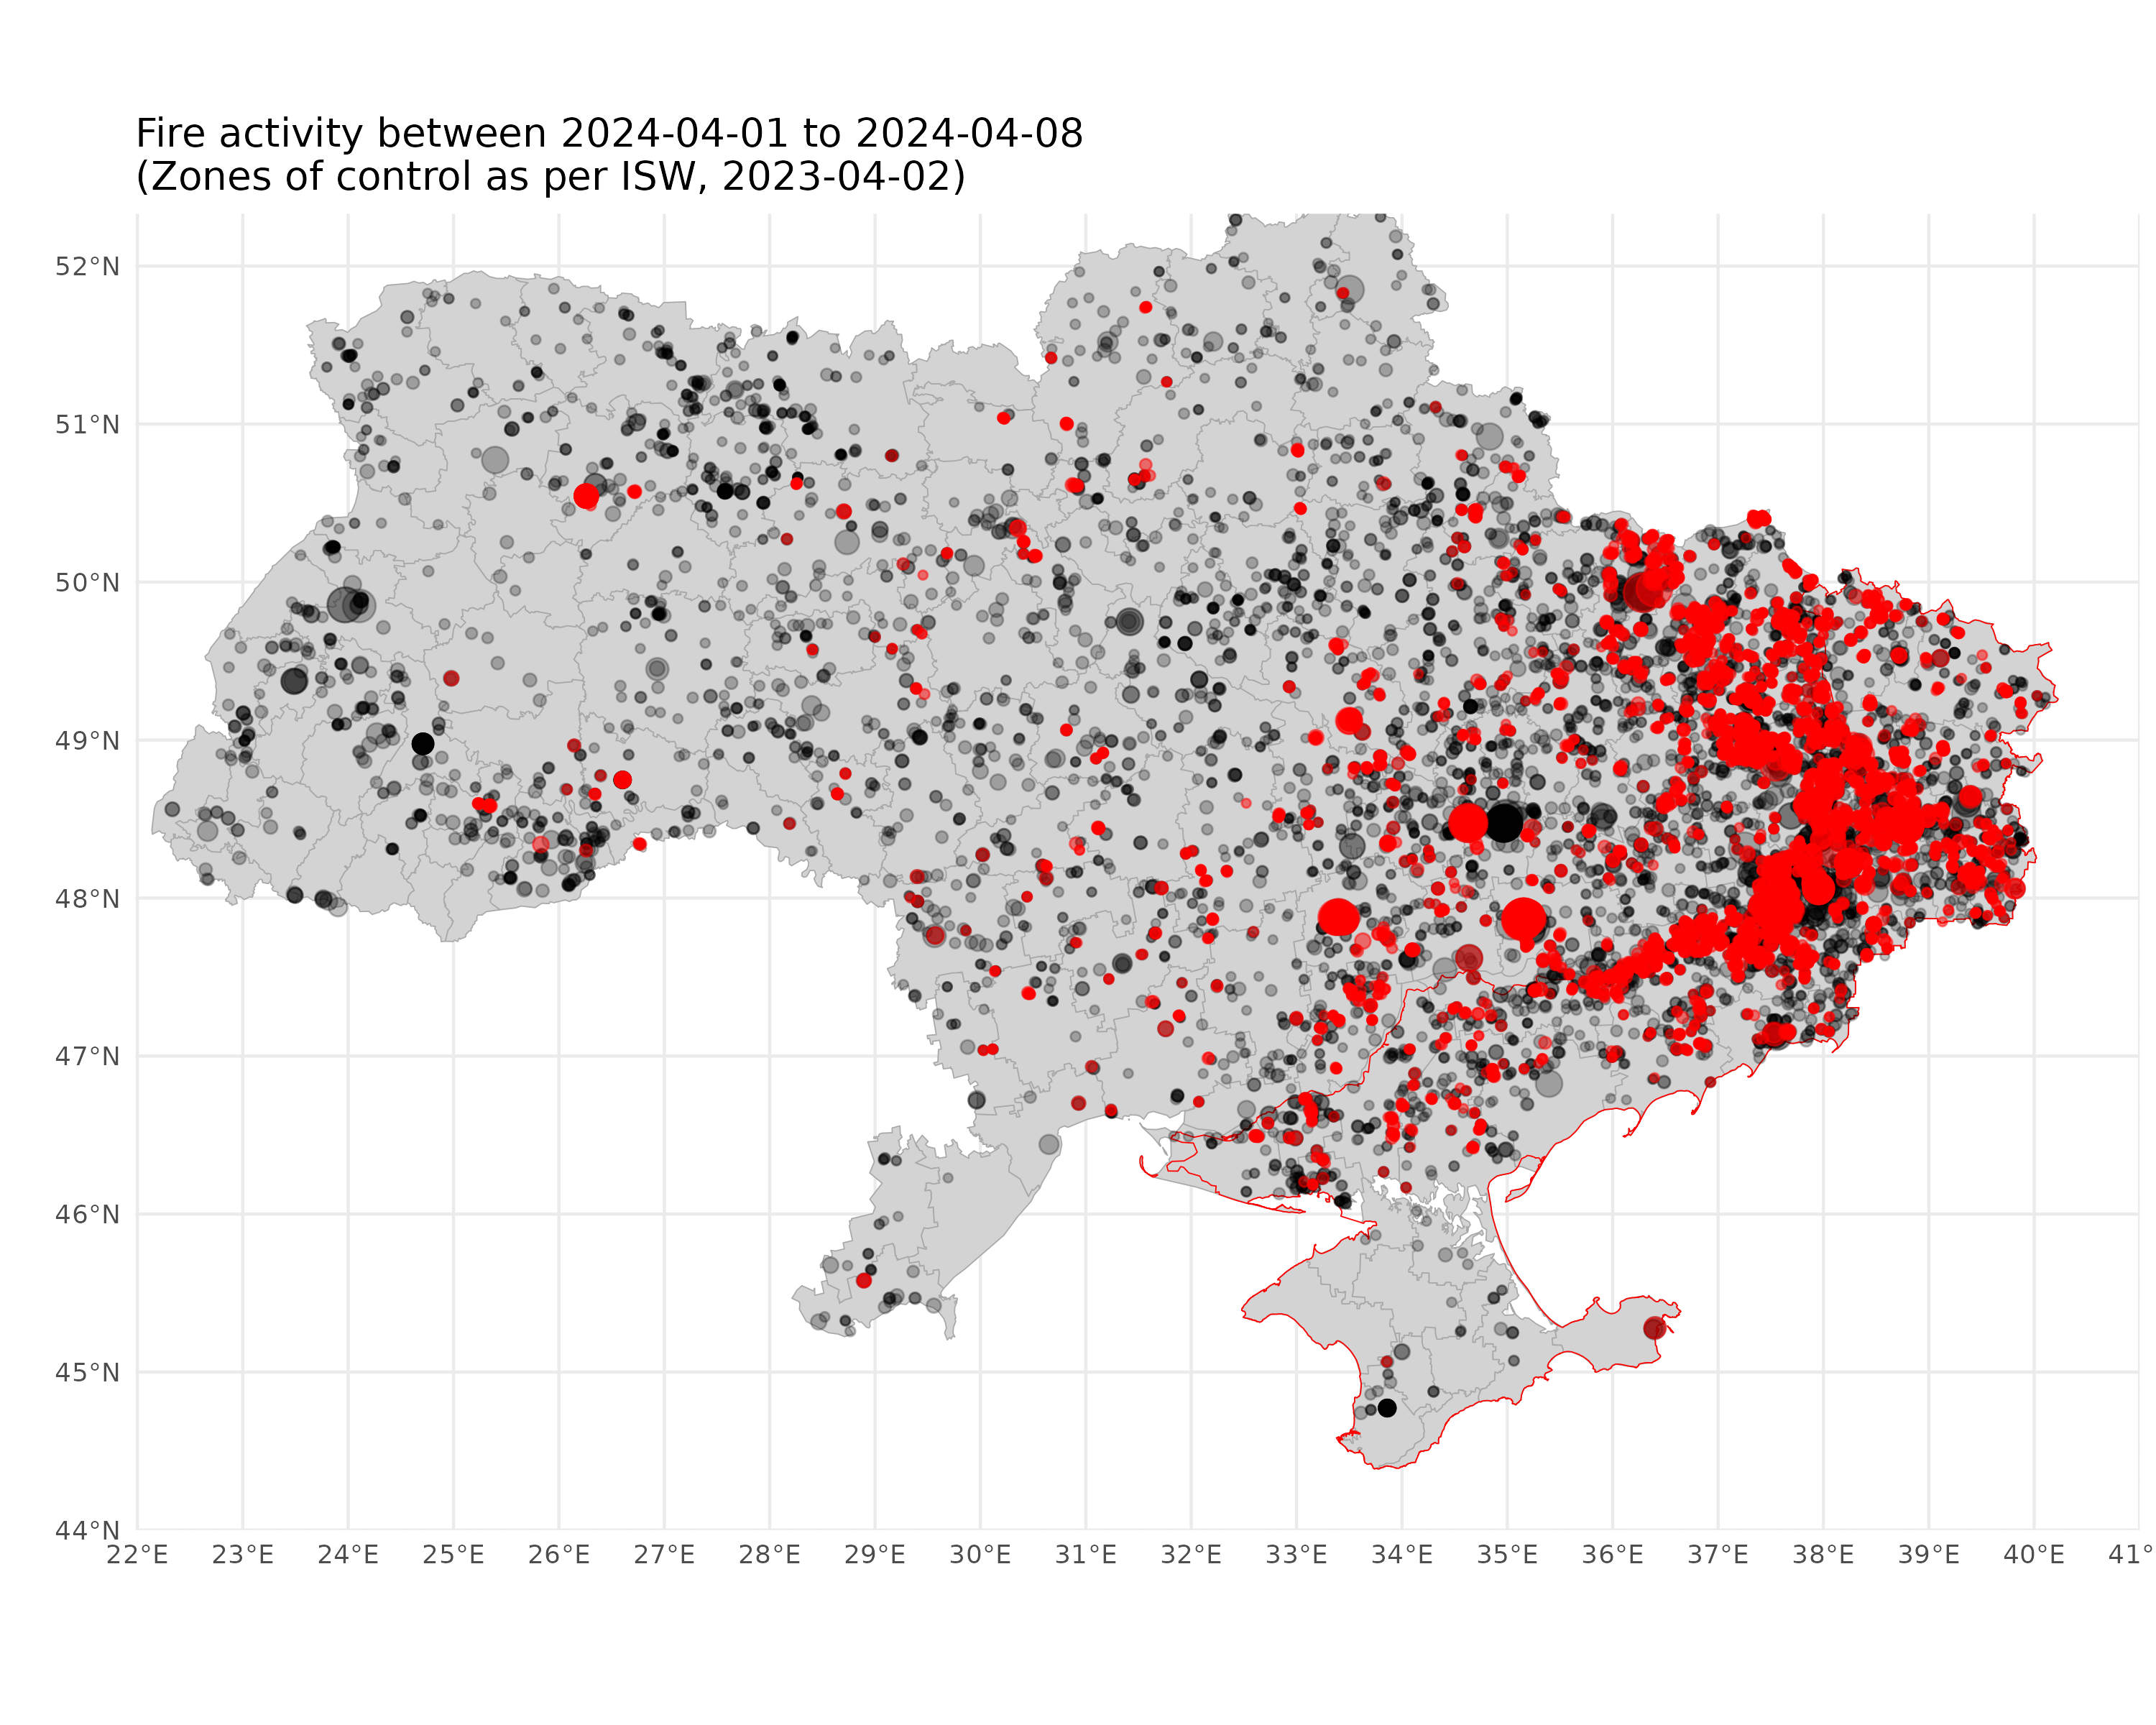 Fire activity between 2024-04-01 to 2024-04-08
(Zones of control as per ISW, 2023-04-02)
52°N
51°N
50°N
49°N
48°N
47°N
46°N
45°N
44°N
22°E 23°E 24°E 25°E 26°E 27°E 28°E 29°E 30°E 31°E 32°E 33°E 34°E 35°E 36°E 37°E 38°E 39°E 40°E 41°